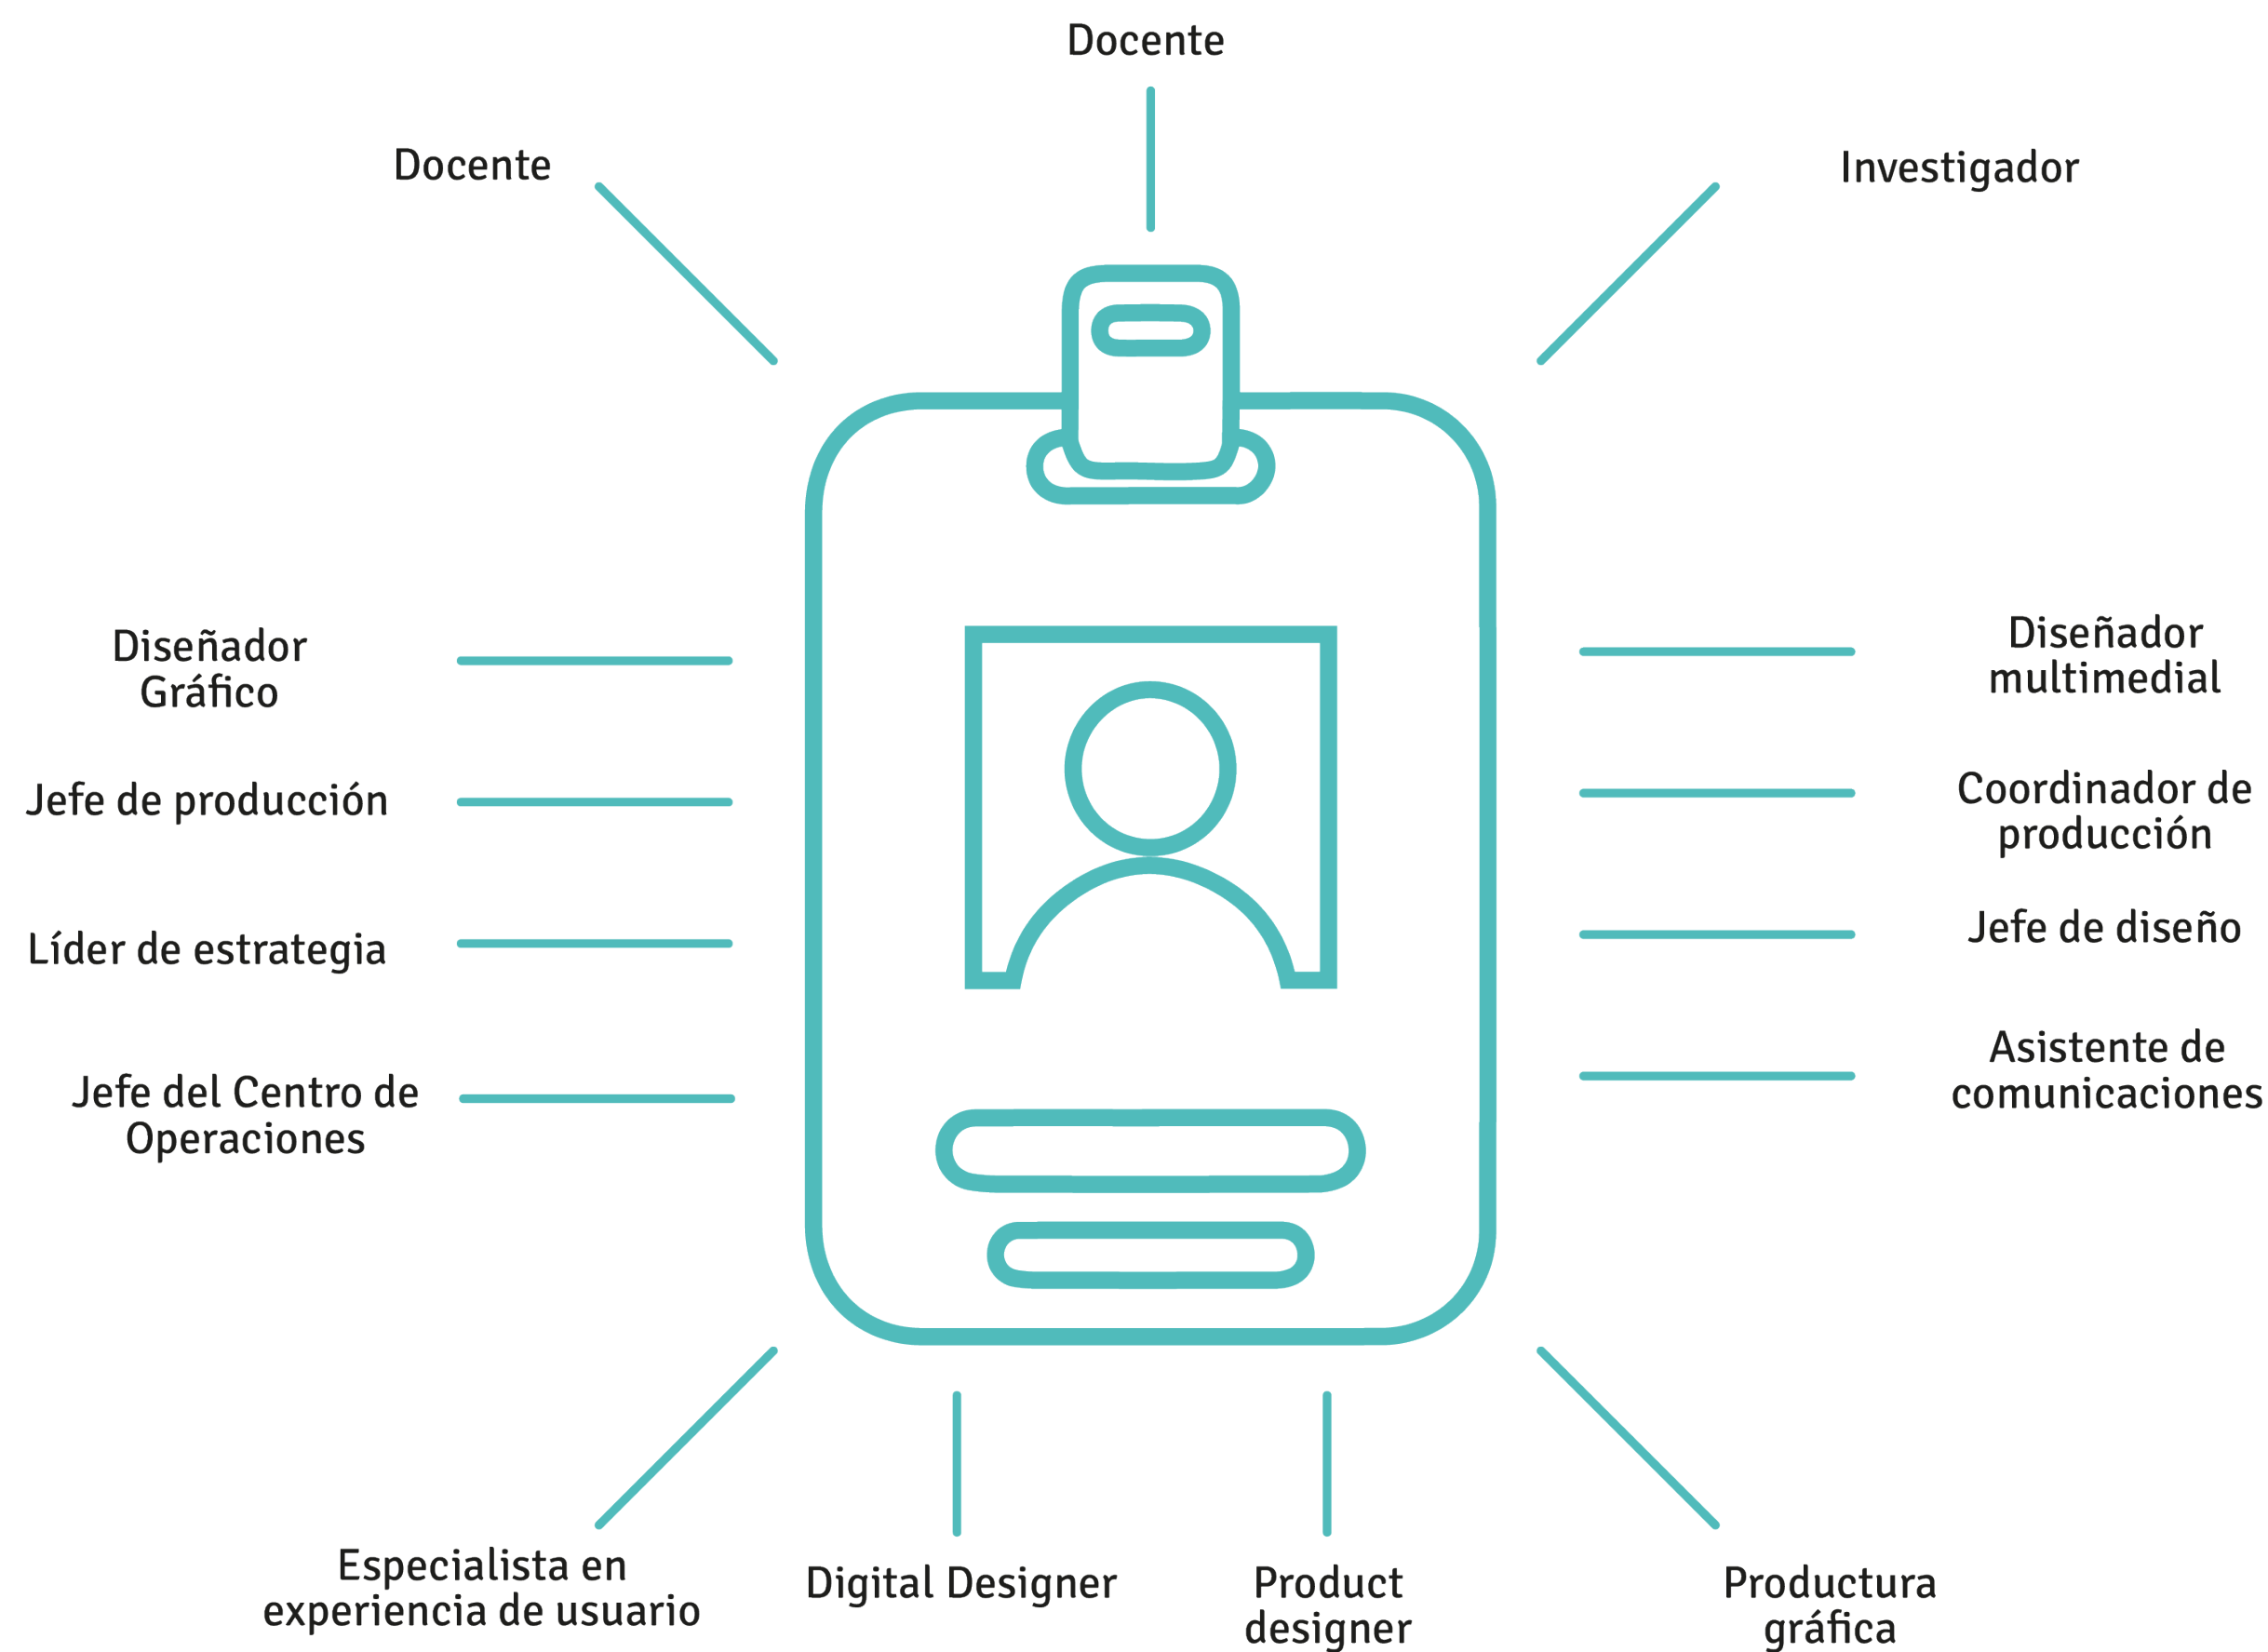 Docente
Docente
Investigador
Diseñador
Gráfico
Diseñador
multimedial
Jefe de producción
Coordinador de
producción
Líder de estrategia
Jefe de diseño
Jefe del Centro de
Operaciones
Asistente de
comunicaciones
Especialista en
experiencia de usuario
Digital Designer
Product
designer
Productura
gráfica